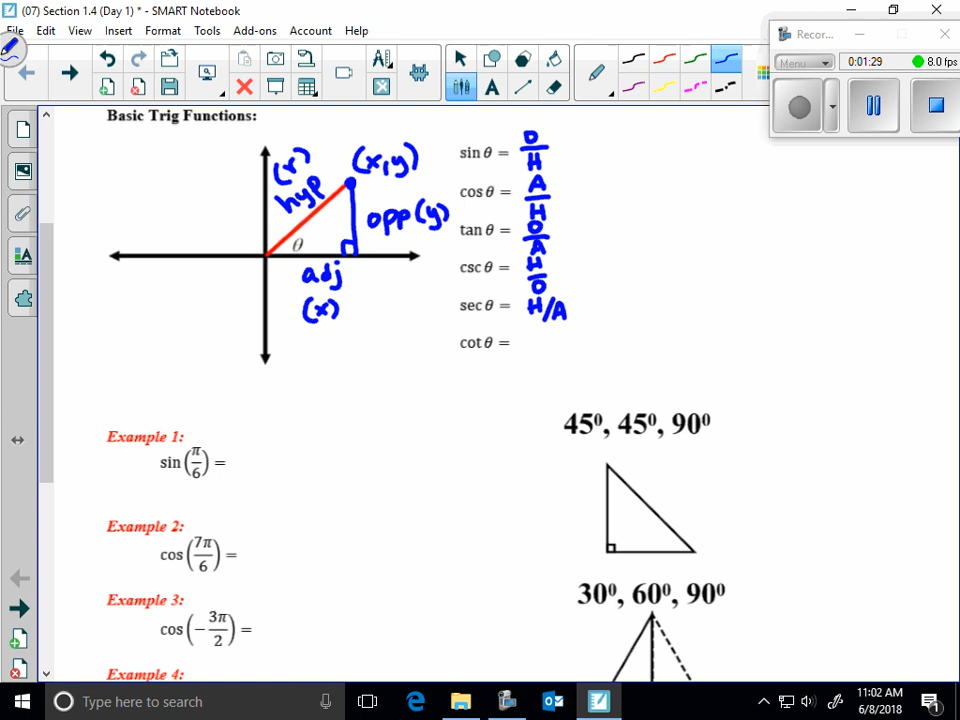 (07) Section 1.4 (Day 1) * - SMART Notebook
File Edit View Insert Format Tools Add-ons Account Help
Recor...
Menu
0:01:29
8.0 fps
A
A
Basic Trig Functions:
(r)
hyp
(x,y)
opp(y)
θ
adj
(x)
sin θ = O/H
cos θ = A/H
tan θ = O/A
csc θ = H/O
sec θ = H/A
cot θ =
45⁰, 45⁰, 90⁰
Example 1:
sin(π/6) =
Example 2:
cos(7π/6) =
30⁰, 60⁰, 90⁰
Example 3:
cos(−3π/2) =
Example 4:
Type here to search
11:02 AM
6/8/2018
1